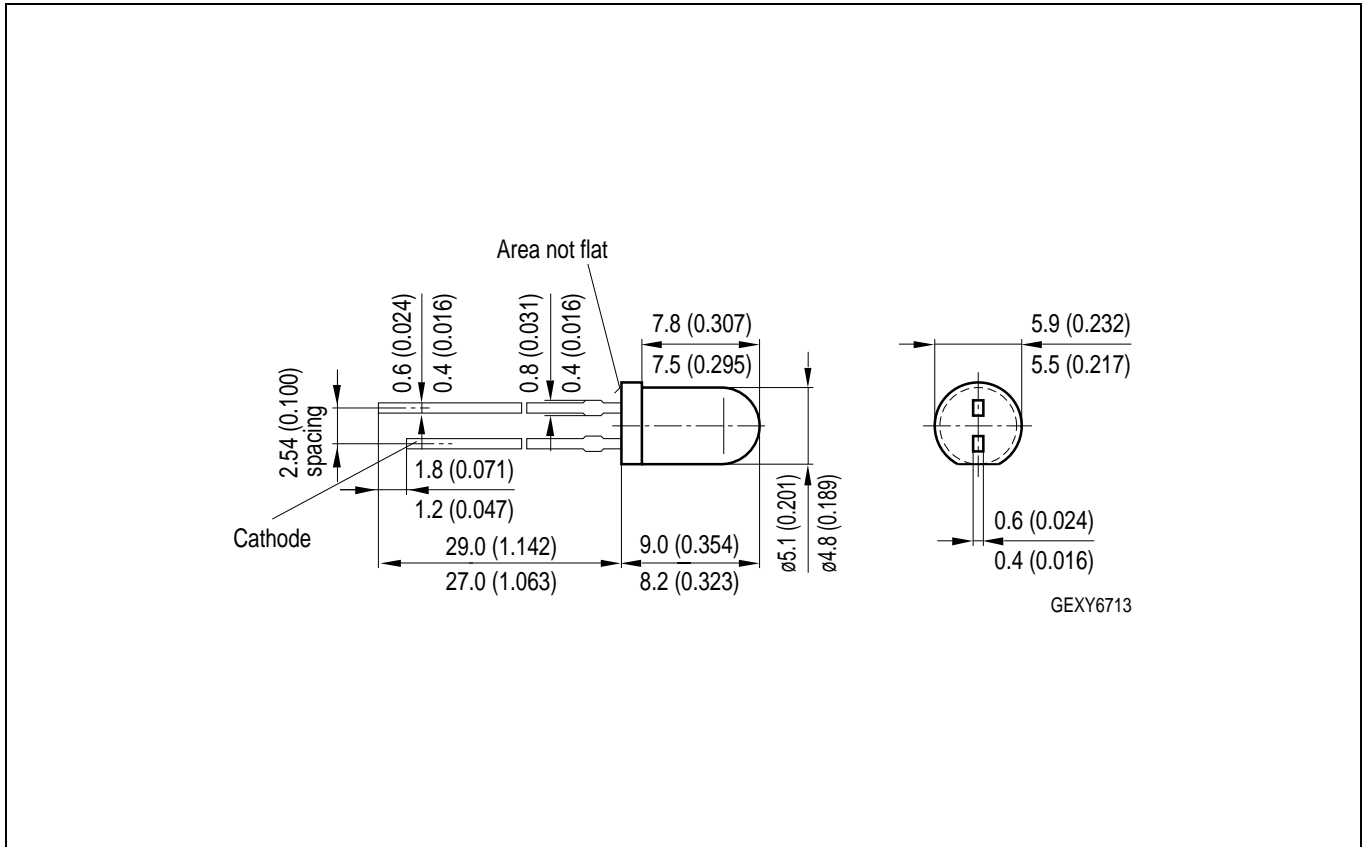 Area not flat
0.6 (0.024)
0.4 (0.016)
0.8 (0.031)
0.4 (0.016)
7.8 (0.307)
7.5 (0.295)
5.9 (0.232)
5.5 (0.217)
2.54 (0.100)
spacing
1.8 (0.071)
1.2 (0.047)
Cathode
29.0 (1.142)
27.0 (1.063)
9.0 (0.354)
8.2 (0.323)
ø5.1 (0.201)
ø4.8 (0.189)
0.6 (0.024)
0.4 (0.016)
GEXY6713